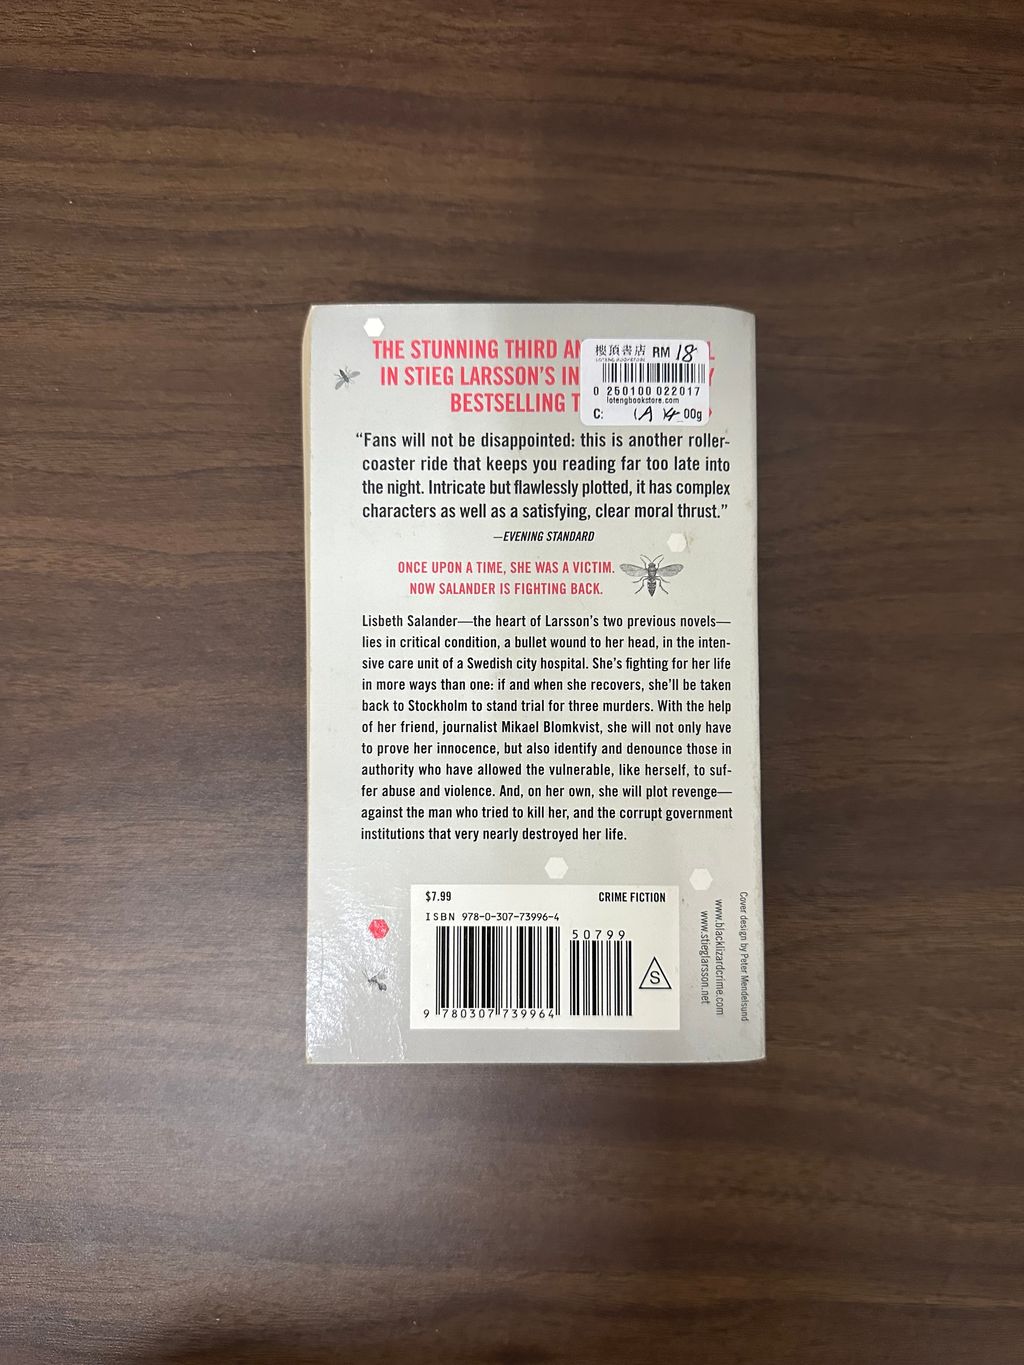 THE STUNNING THIRD
IN STIEG LARSSON'S
BESTSELLING
樓頂書店 RM 18
0 250100 022017
lotengbookstore.com
C: 00g
“Fans will not be disappointed: this is another roller-
coaster ride that keeps you reading far too late into
the night. Intricate but flawlessly plotted, it has complex
characters as well as a satisfying, clear moral thrust.”
—EVENING STANDARD
ONCE UPON A TIME, SHE WAS A VICTIM.
NOW SALANDER IS FIGHTING BACK.
Lisbeth Salander—the heart of Larsson's two previous novels—
lies in critical condition, a bullet wound to her head, in the inten-
sive care unit of a Swedish city hospital. She's fighting for her life
in more ways than one: if and when she recovers, she'll be taken
back to Stockholm to stand trial for three murders. With the help
of her friend, journalist Mikael Blomkvist, she will not only have
to prove her innocence, but also identify and denounce those in
authority who have allowed the vulnerable, like herself, to suf-
fer abuse and violence. And, on her own, she will plot revenge—
against the man who tried to kill her, and the corrupt government
institutions that very nearly destroyed her life.
$7.99 CRIME FICTION
ISBN 978-0-307-73996-4
50799
9 780307 739964
S
www.stieglarsson.net
www.blacklizardcrime.com
Cover design by Peter Mendelsund